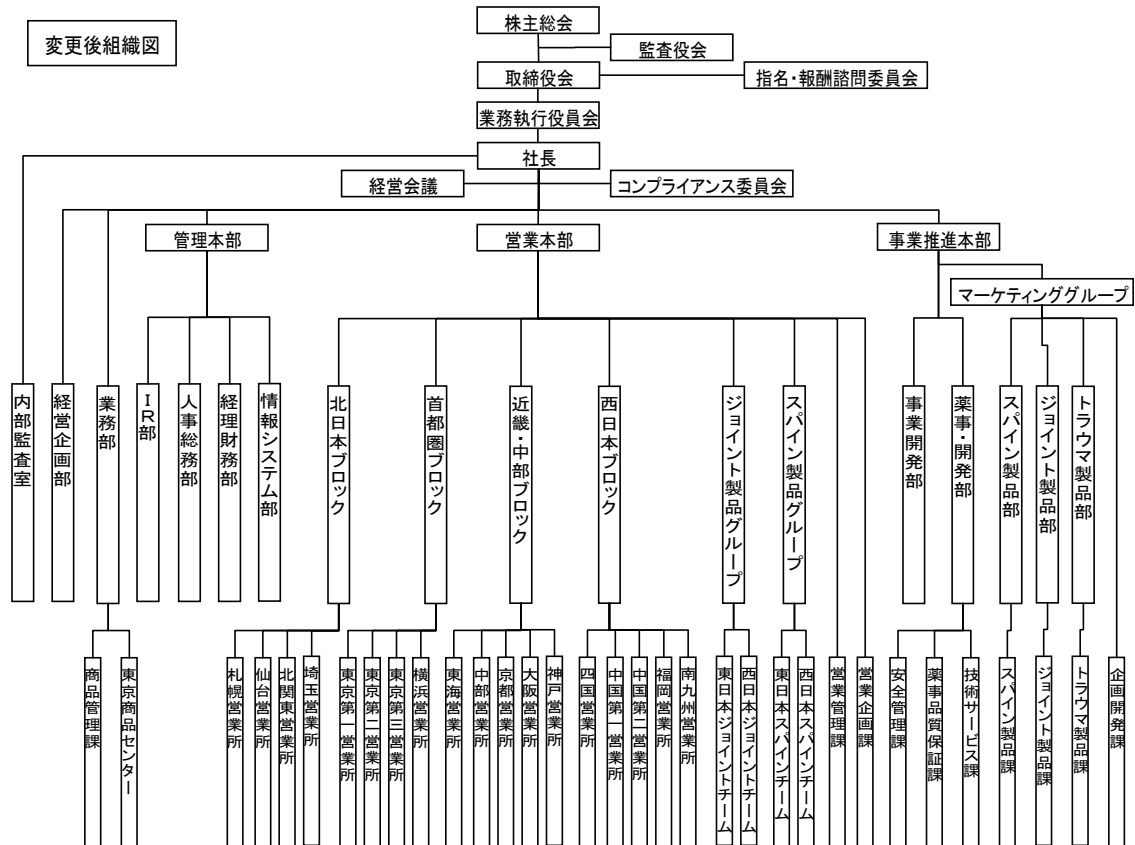 変更後組織図
株主総会
監査役会
取締役会
指名・報酬諮問委員会
業務執行役員会
社長
経営会議
コンプライアンス委員会
管理本部
営業本部
事業推進本部
マーケティンググループ
内部監査室
経営企画部
業務部
IR部
人事総務部
経理財務部
情報システム部
北日本ブロック
首都圏ブロック
近畿・中部ブロック
西日本ブロック
ジョイント製品グループ
スパイン製品グループ
事業開発部
薬事・開発部
スパイン製品部
ジョイント製品部
トラウマ製品部
商品管理課
東京商品センター
札幌営業所
仙台営業所
北関東営業所
埼玉営業所
東京第一営業所
東京第二営業所
東京第三営業所
横浜営業所
東海営業所
中部営業所
京都営業所
大阪営業所
神戸営業所
四国営業所
中国第一営業所
中国第二営業所
福岡営業所
南九州営業所
東日本ジョイントチーム
西日本ジョイントチーム
東日本スパインチーム
西日本スパインチーム
営業管理課
営業企画課
安全管理課
薬事品質保証課
技術サービス課
スパイン製品課
ジョイント製品課
トラウマ製品課
企画開発課